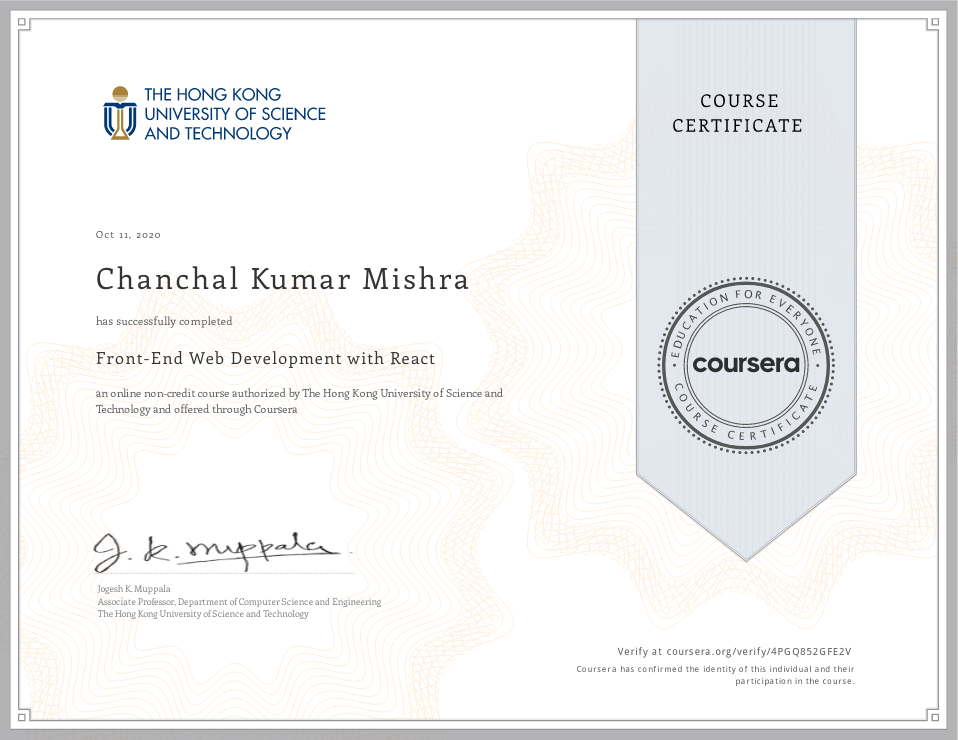 THE HONG KONG
UNIVERSITY OF SCIENCE
AND TECHNOLOGY
COURSE
CERTIFICATE
Oct 11, 2020
Chanchal Kumar Mishra
has successfully completed
Front-End Web Development with React
an online non-credit course authorized by The Hong Kong University of Science and
Technology and offered through Coursera
EDUCATION FOR EVERYONE
coursera
COURSE CERTIFICATE
J. K. Muppala
Jogesh K. Muppala
Associate Professor, Department of Computer Science and Engineering
The Hong Kong University of Science and Technology
Verify at coursera.org/verify/4PGQ852GFE2V
Coursera has confirmed the identity of this individual and their
participation in the course.